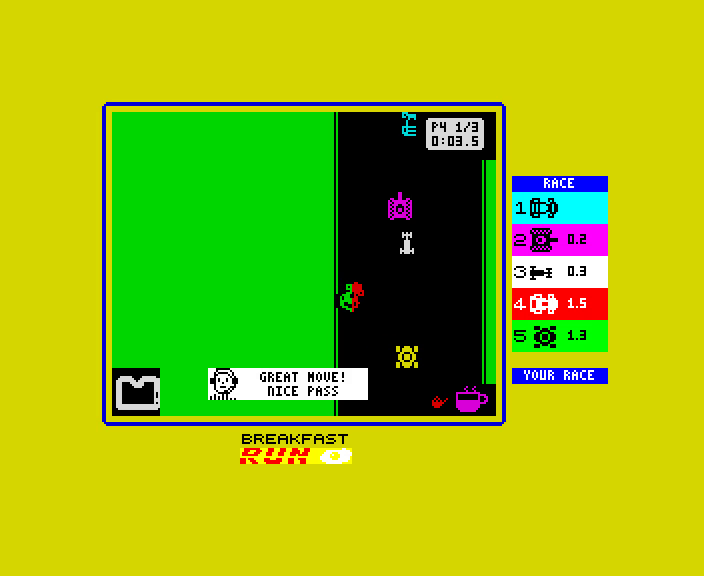 P4 1/3
0:03.5
RACE
1
2 0.2
3 0.3
4 1.5
5 1.3
GREAT MOVE!
NICE PASS
YOUR RACE
BREAKFAST
RUN